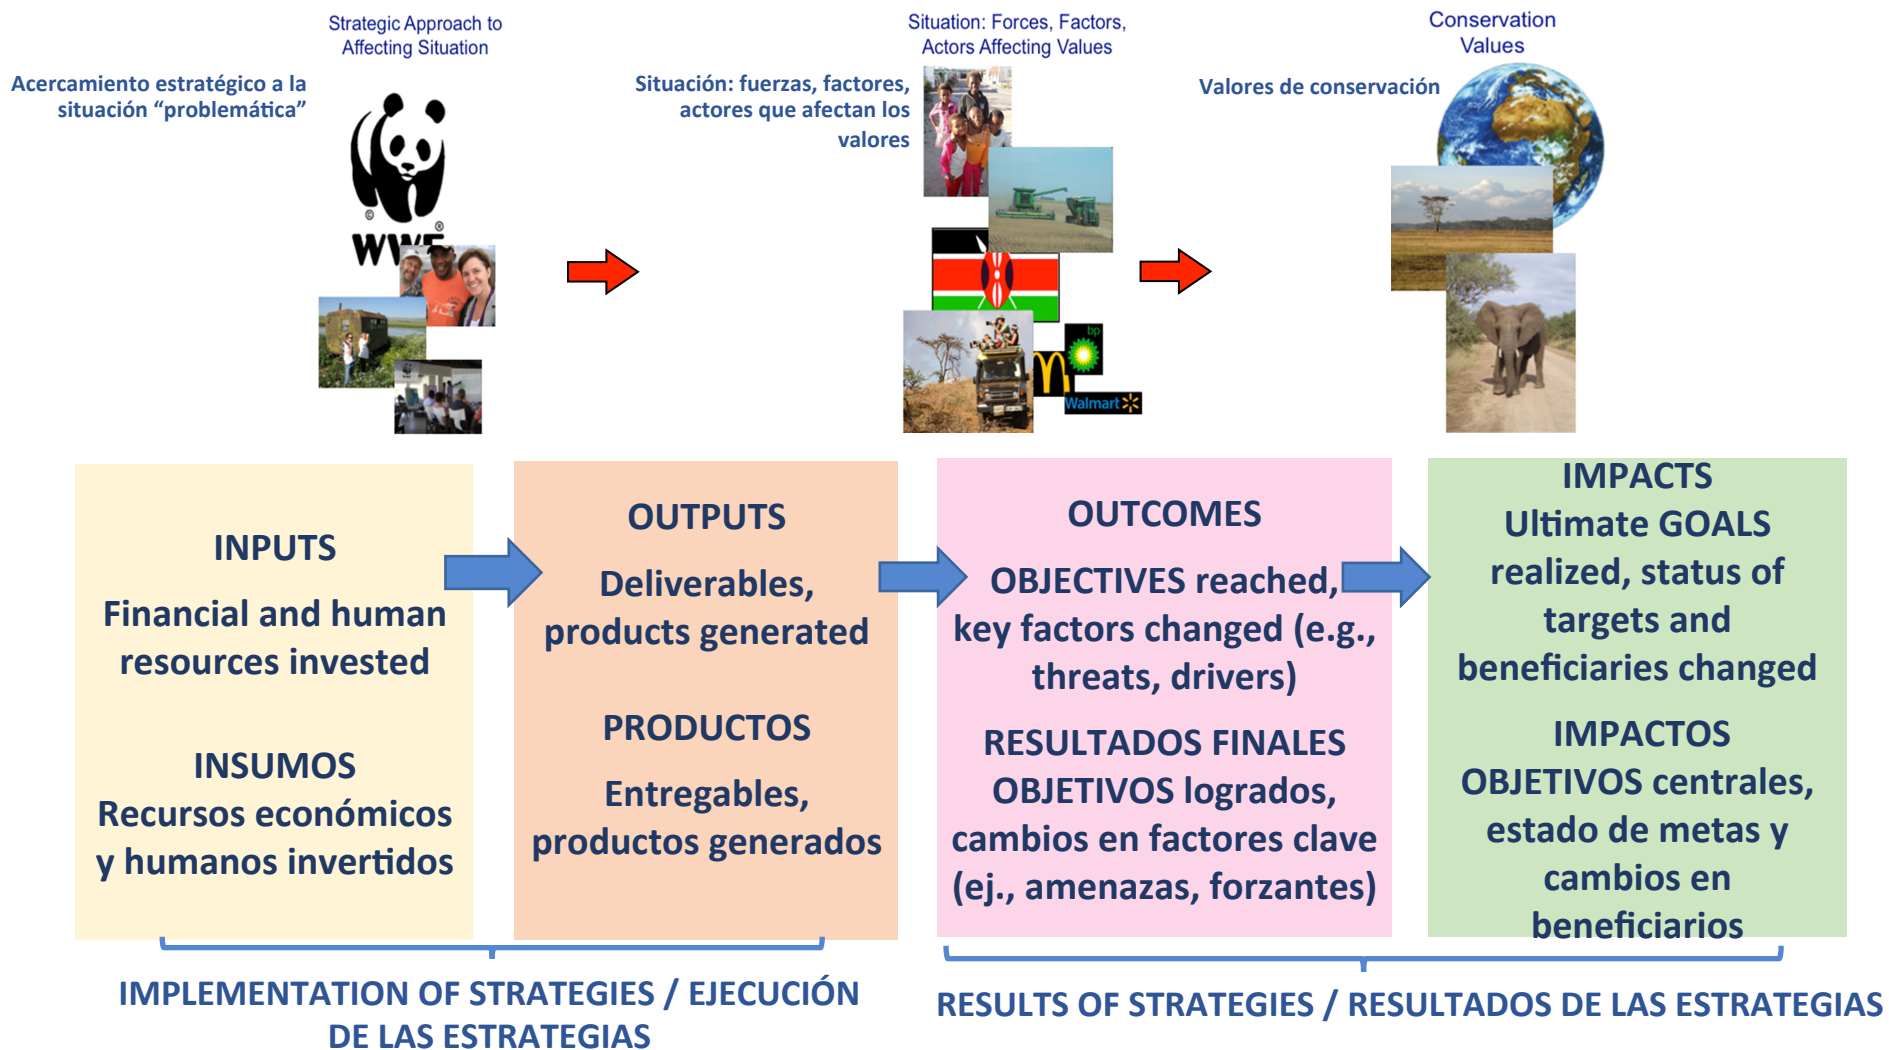 Strategic Approach to
Affecting Situation
Acercamiento estratégico a la
situación “problemática”
Situation: Forces, Factors,
Actors Affecting Values
Situación: fuerzas, factores,
actores que afectan los
valores
Conservation
Values
Valores de conservación
©
®
WWF
bp
Walmart
INPUTS
Financial and human
resources invested
INSUMOS
Recursos económicos
y humanos invertidos
OUTPUTS
Deliverables,
products generated
PRODUCTOS
Entregables,
productos generados
OUTCOMES
OBJECTIVES reached,
key factors changed (e.g.,
threats, drivers)
RESULTADOS FINALES
OBJETIVOS logrados,
cambios en factores clave
(ej., amenazas, forzantes)
IMPACTS
Ultimate GOALS
realized, status of
targets and
beneficiaries changed
IMPACTOS
OBJETIVOS centrales,
estado de metas y
cambios en
beneficiarios
IMPLEMENTATION OF STRATEGIES / EJECUCIÓN
DE LAS ESTRATEGIAS
RESULTS OF STRATEGIES / RESULTADOS DE LAS ESTRATEGIAS